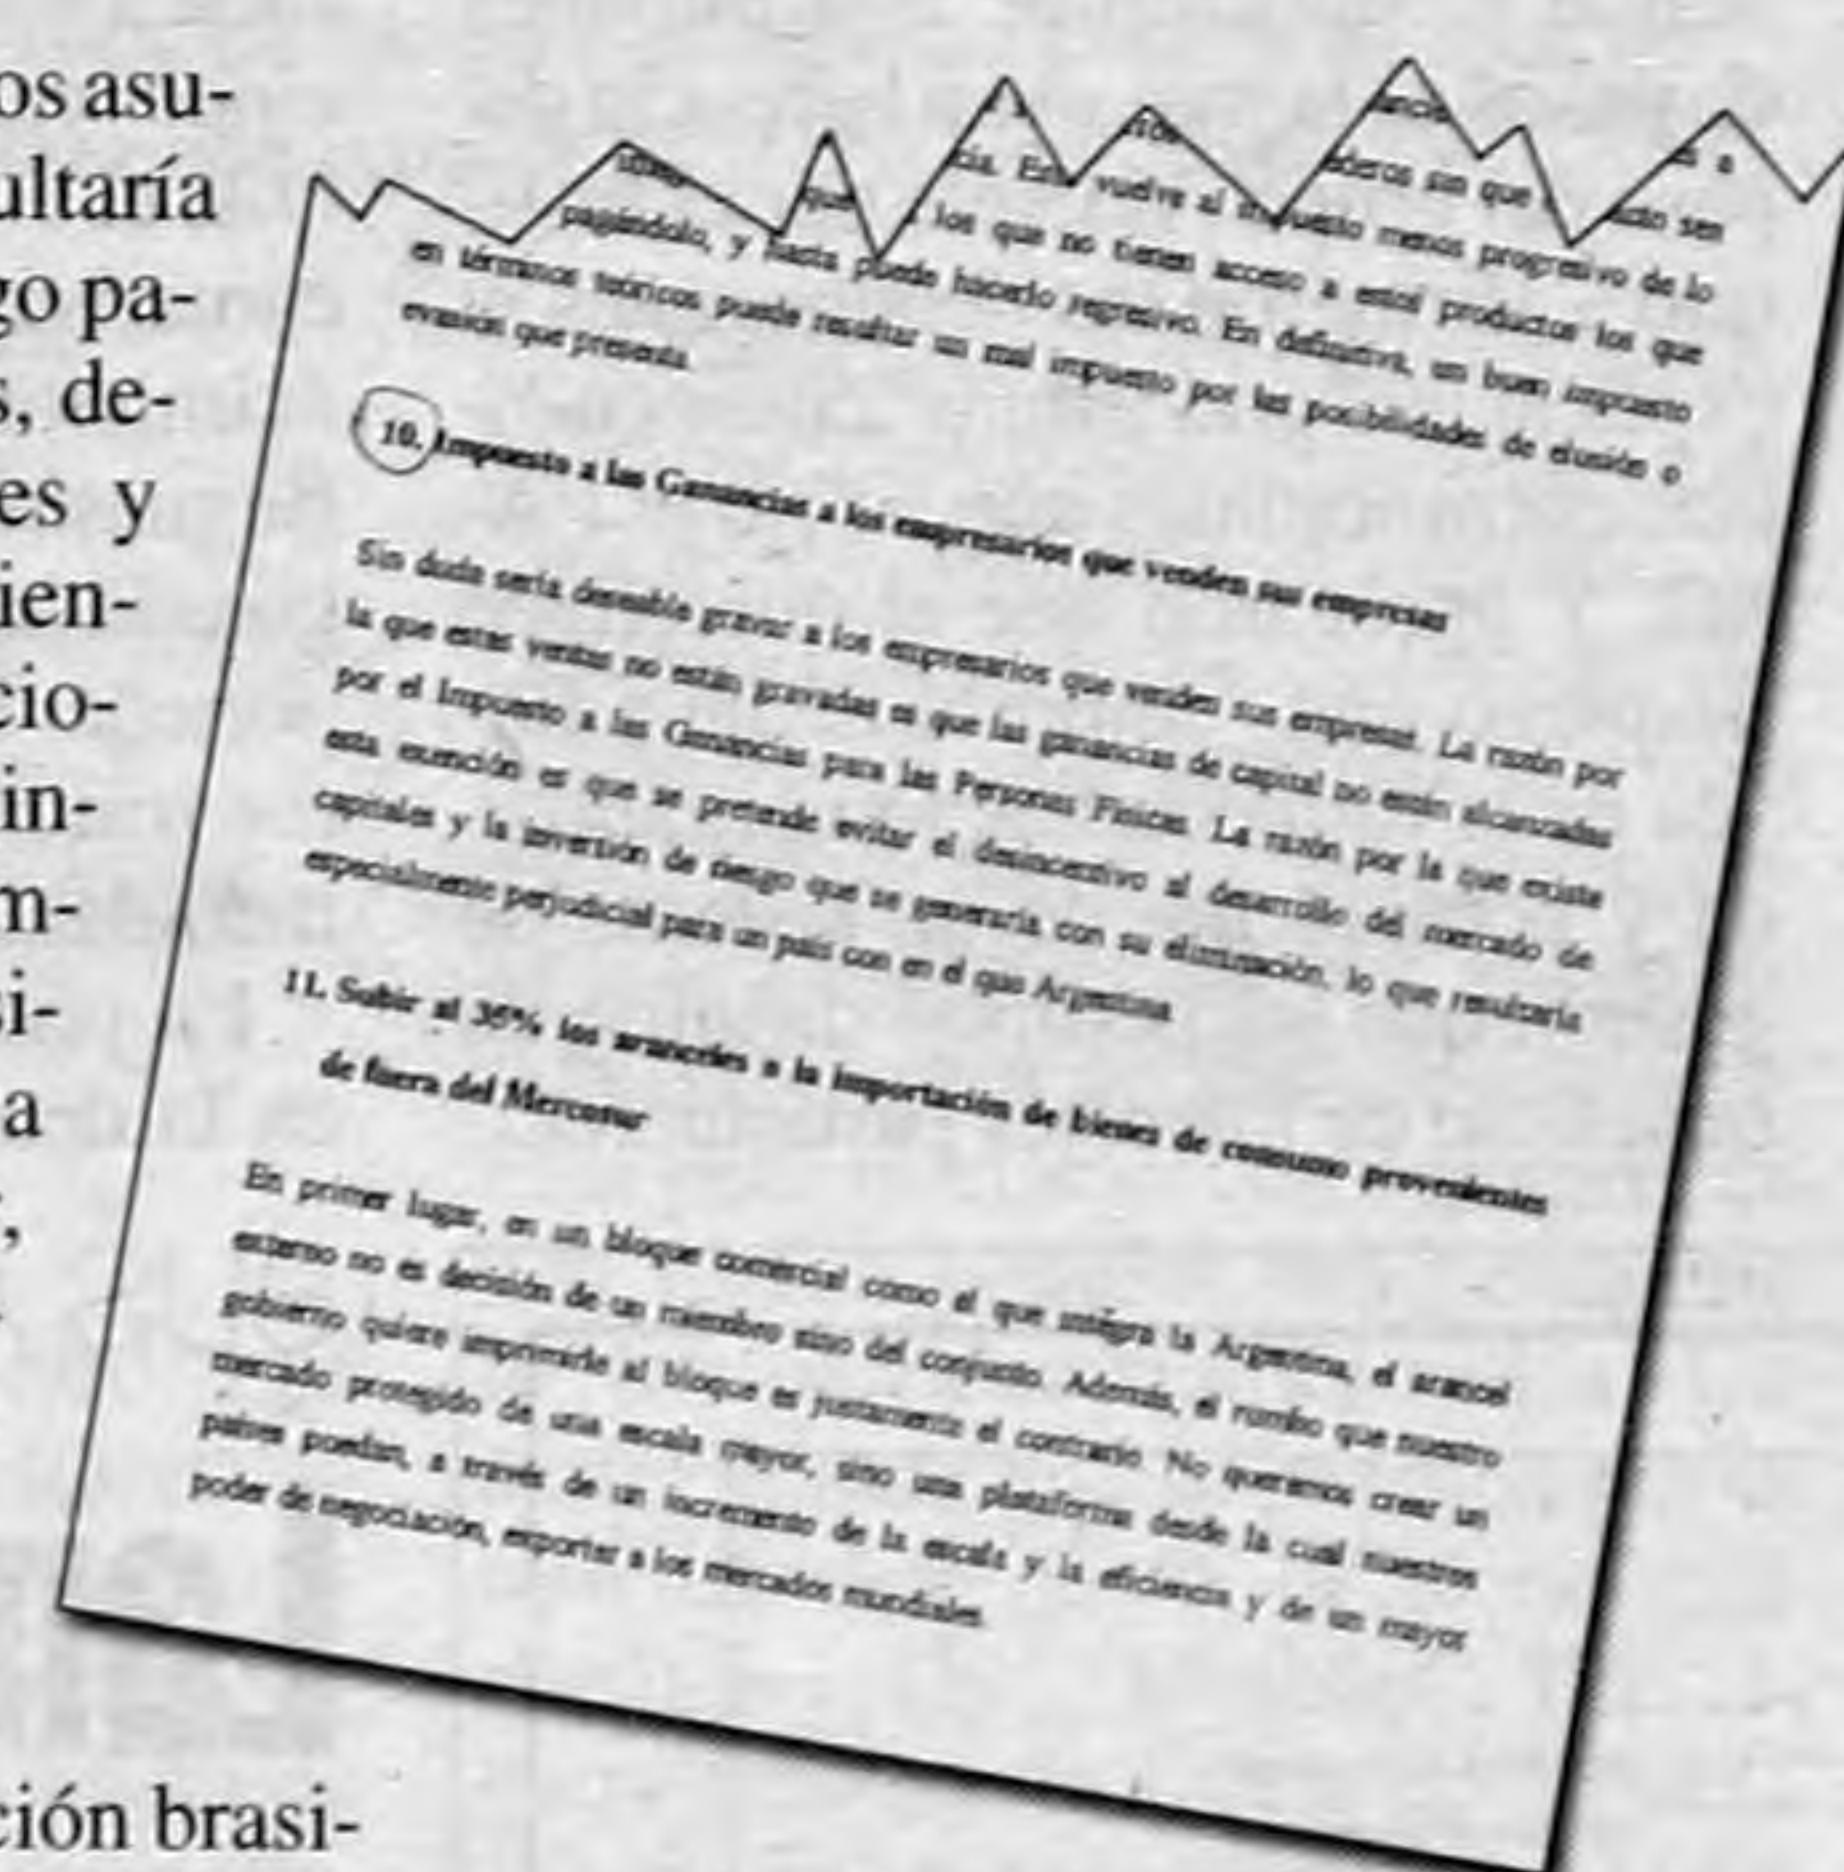 os asu-
ultaría
go pa-
s, de-
es y
ien-
cio-
in-
m-
si-
a
,
ción brasi-
que
vuelve al menos progresivo de lo
pagándolo, y hasta puede hacerlo regresivo. En definitiva, un buen impuesto
los que no tienen acceso a estos productos los que
en términos teóricos puede resultar un mal impuesto por las posibilidades de elusión o
evasión que presenta.
10. Impuesto a las Ganancias a los empresarios que venden sus empresas
Sin duda sería deseable gravar a los empresarios que venden sus empresas. La razón por
la que estas ventas no están gravadas es que las ganancias de capital no están alcanzadas
por el Impuesto a las Ganancias para las Personas Físicas. La razón por la que existe
esta exención es que se pretende evitar el desincentivo al desarrollo del mercado de
capitales y la inversión de riesgo que se generaría con su eliminación, lo que resultaría
especialmente perjudicial para un país con en el que Argentina
11. Subir al 35% los aranceles a la importación de bienes de consumo provenientes
de fuera del Mercosur
En primer lugar, en un bloque comercial como el que integra la Argentina, el arancel
externo no es decisión de un miembro sino del conjunto. Además, el rumbo que nuestro
gobierno quiere imprimirle al bloque es justamente el contrario. No queremos crear un
mercado protegido de una escala mayor, sino una plataforma desde la cual nuestros
países puedan, a través de un incremento de la escala y la eficiencia y de un mayor
poder de negociación, exportar a los mercados mundiales.